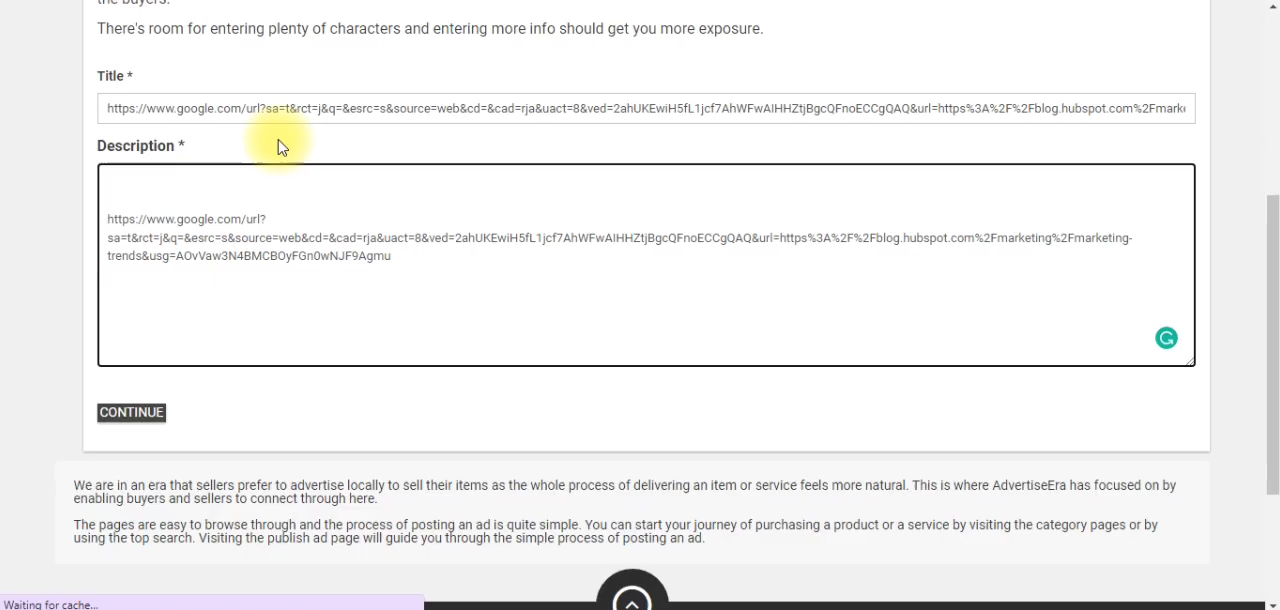 the buyers.
There's room for entering plenty of characters and entering more info should get you more exposure.
Title *
https://www.google.com/url?sa=t&rct=j&q=&esrc=s&source=web&cd=&cad=rja&uact=8&ved=2ahUKEwiH5fL1jcf7AhWFwAIHHZtjBgcQFnoECCgQAQ&url=https%3A%2F%2Fblog.hubspot.com%2Fmarke
Description *
https://www.google.com/url?
sa=t&rct=j&q=&esrc=s&source=web&cd=&cad=rja&uact=8&ved=2ahUKEwiH5fL1jcf7AhWFwAIHHZtjBgcQFnoECCgQAQ&url=https%3A%2F%2Fblog.hubspot.com%2Fmarketing%2Fmarketing-
trends&usg=AOvVaw3N4BMCBOyFGn0wNJF9Agmu
CONTINUE
We are in an era that sellers prefer to advertise locally to sell their items as the whole process of delivering an item or service feels more natural. This is where AdvertiseEra has focused on by
enabling buyers and sellers to connect through here.
The pages are easy to browse through and the process of posting an ad is quite simple. You can start your journey of purchasing a product or a service by visiting the category pages or by
using the top search. Visiting the publish ad page will guide you through the simple process of posting an ad.
Waiting for cache...